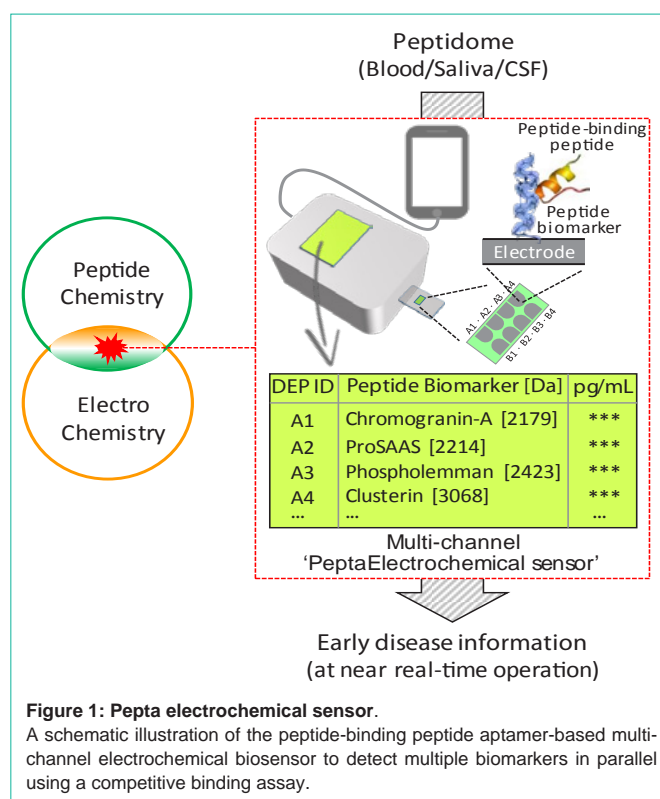 Peptidome
(Blood/Saliva/CSF)
Peptide-binding
peptide
Peptide
biomarker
Electrode
A1 - A2 - A3 - A4
B1 - B2 - B3 - B4
Peptide
Chemistry
Electro
Chemistry
DEP ID Peptide Biomarker [Da] pg/mL
A1 Chromogranin-A [2179] ***
A2 ProSAAS [2214] ***
A3 Phospholemman [2423] ***
A4 Clusterin [3068] ***
... ... ...
Multi-channel
‘PeptaElectrochemical sensor’
Early disease information
(at near real-time operation)
Figure 1: Pepta electrochemical sensor.
A schematic illustration of the peptide-binding peptide aptamer-based multi-
channel electrochemical biosensor to detect multiple biomarkers in parallel
using a competitive binding assay.